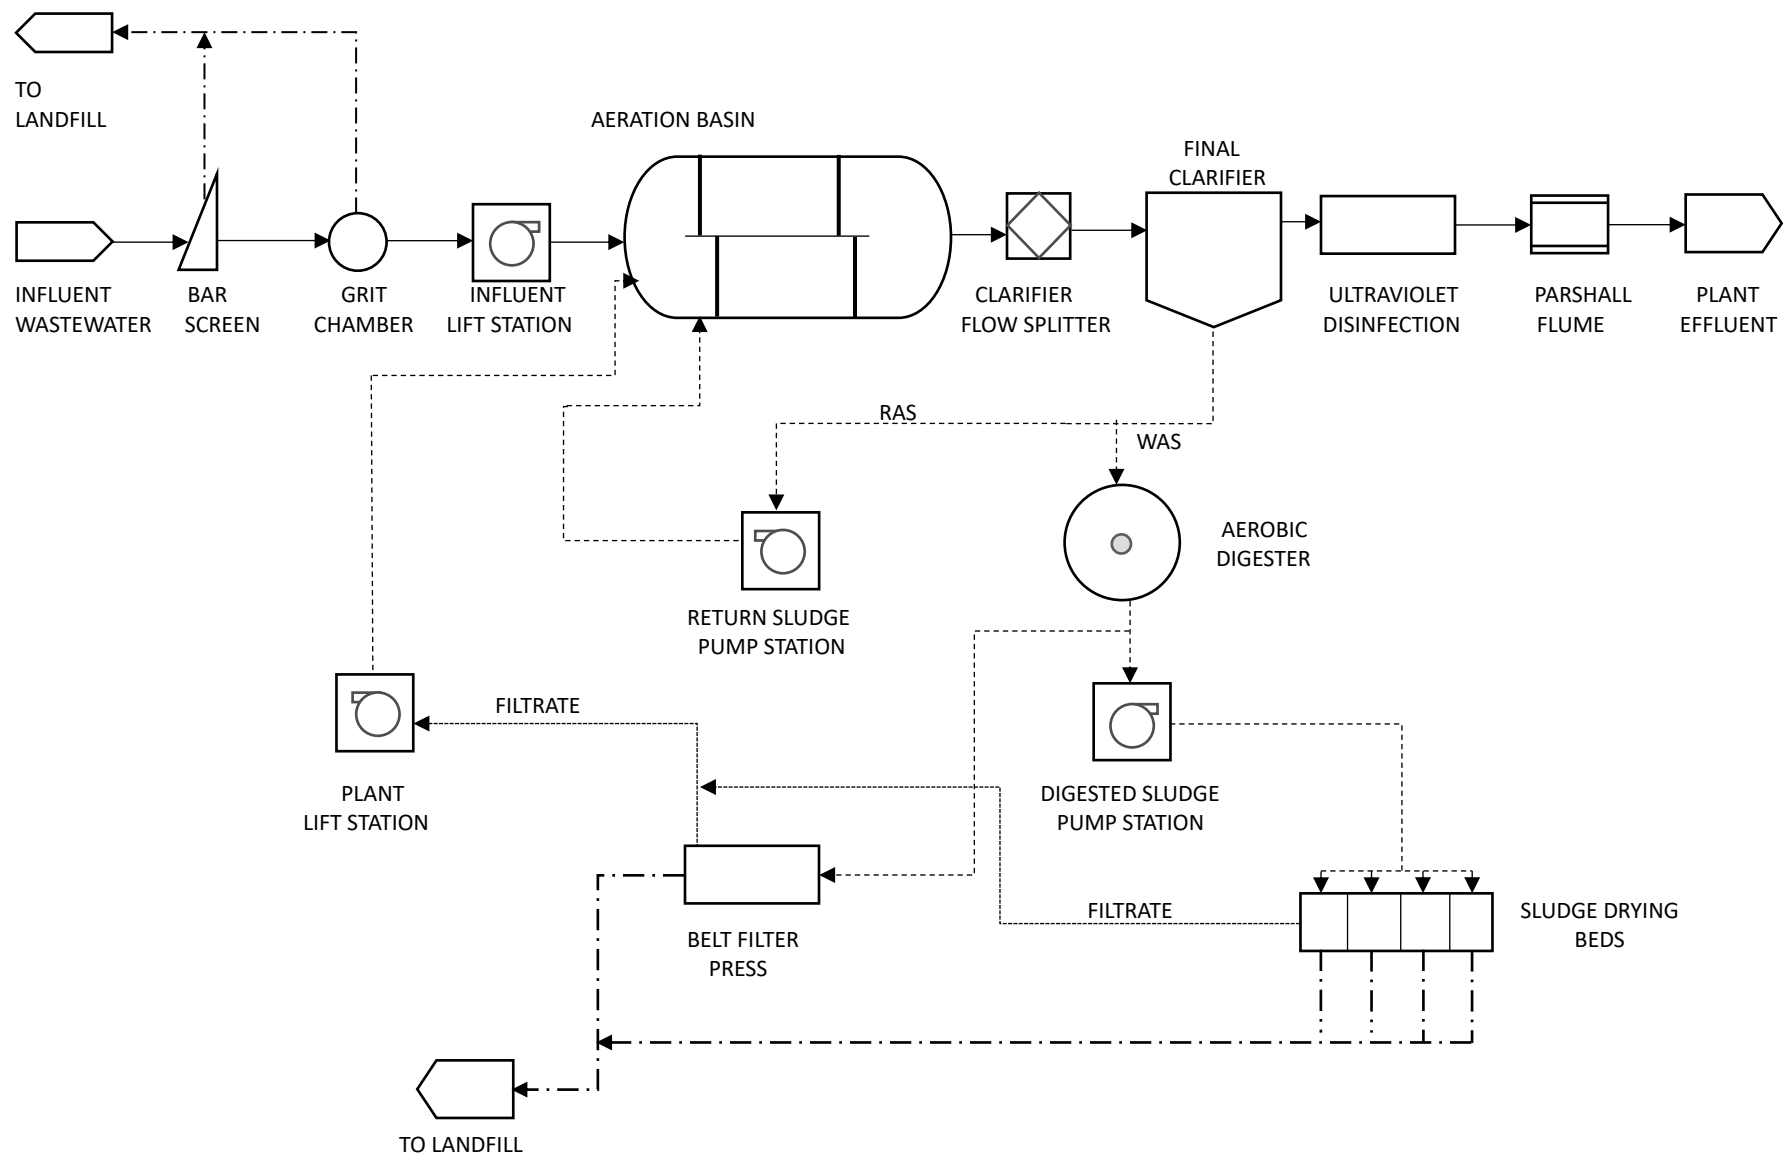 TO
LANDFILL
AERATION BASIN
FINAL
CLARIFIER
INFLUENT
WASTEWATER
BAR
SCREEN
GRIT
CHAMBER
INFLUENT
LIFT STATION
CLARIFIER
FLOW SPLITTER
ULTRAVIOLET
DISINFECTION
PARSHALL
FLUME
PLANT
EFFLUENT
RAS
WAS
AEROBIC
DIGESTER
RETURN SLUDGE
PUMP STATION
FILTRATE
PLANT
LIFT STATION
DIGESTED SLUDGE
PUMP STATION
FILTRATE
SLUDGE DRYING
BEDS
BELT FILTER
PRESS
TO LANDFILL